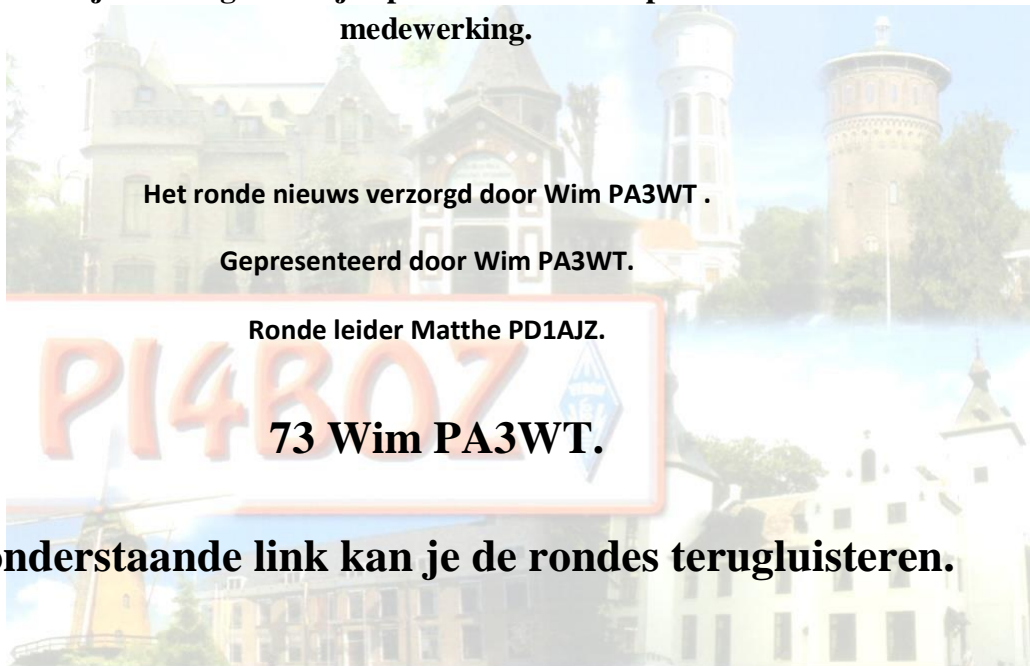 medewerking.
Het ronde nieuws verzorgd door Wim PA3WT .
Gepresenteerd door Wim PA3WT.
Ronde leider Matthe PD1AJZ.
PI4BOZ
73 Wim PA3WT.
onderstaande link kan je de rondes terugluisteren.